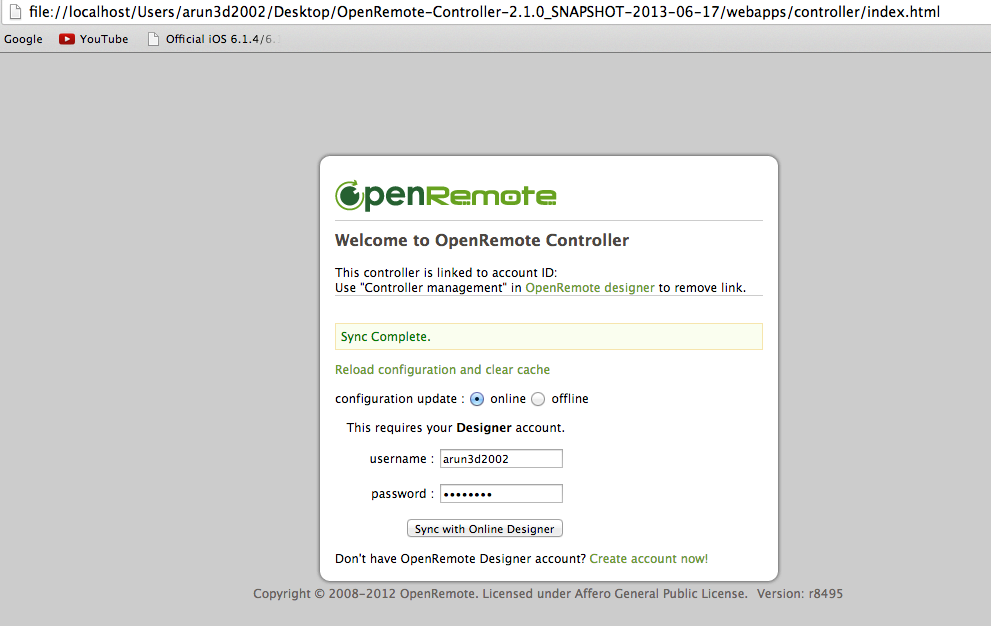 file://localhost/Users/arun3d2002/Desktop/OpenRemote-Controller-2.1.0_SNAPSHOT-2013-06-17/webapps/controller/index.html
Google YouTube Official iOS 6.1.4/6.
OpenRemote
Welcome to OpenRemote Controller
This controller is linked to account ID:
Use "Controller management" in OpenRemote designer to remove link.
Sync Complete.
Reload configuration and clear cache
configuration update : online offline
This requires your Designer account.
username : arun3d2002
password : ••••••••
Sync with Online Designer
Don't have OpenRemote Designer account? Create account now!
Copyright © 2008-2012 OpenRemote. Licensed under Affero General Public License. Version: r8495